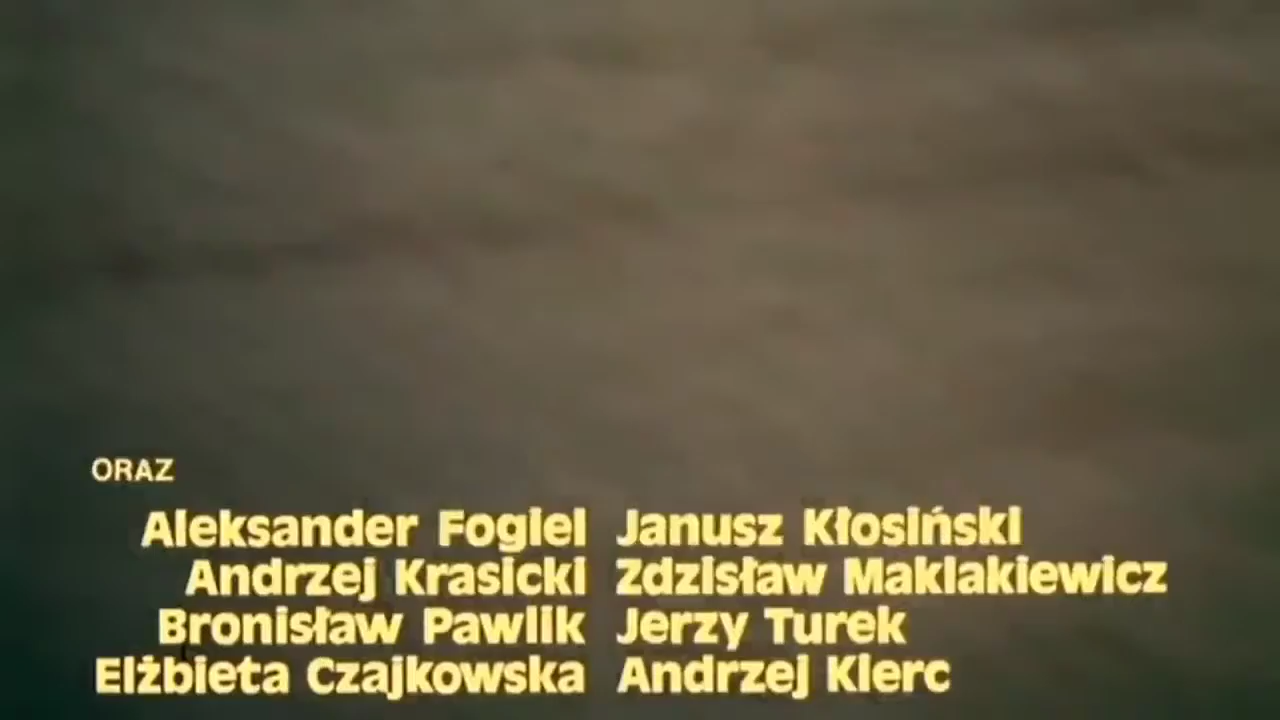 ORAZ
Aleksander Fogiel Janusz Kłosiński
Andrzej Krasicki Zdzisław Maklakiewicz
Bronisław Pawlik Jerzy Turek
Elżbieta Czajkowska Andrzej Klerc